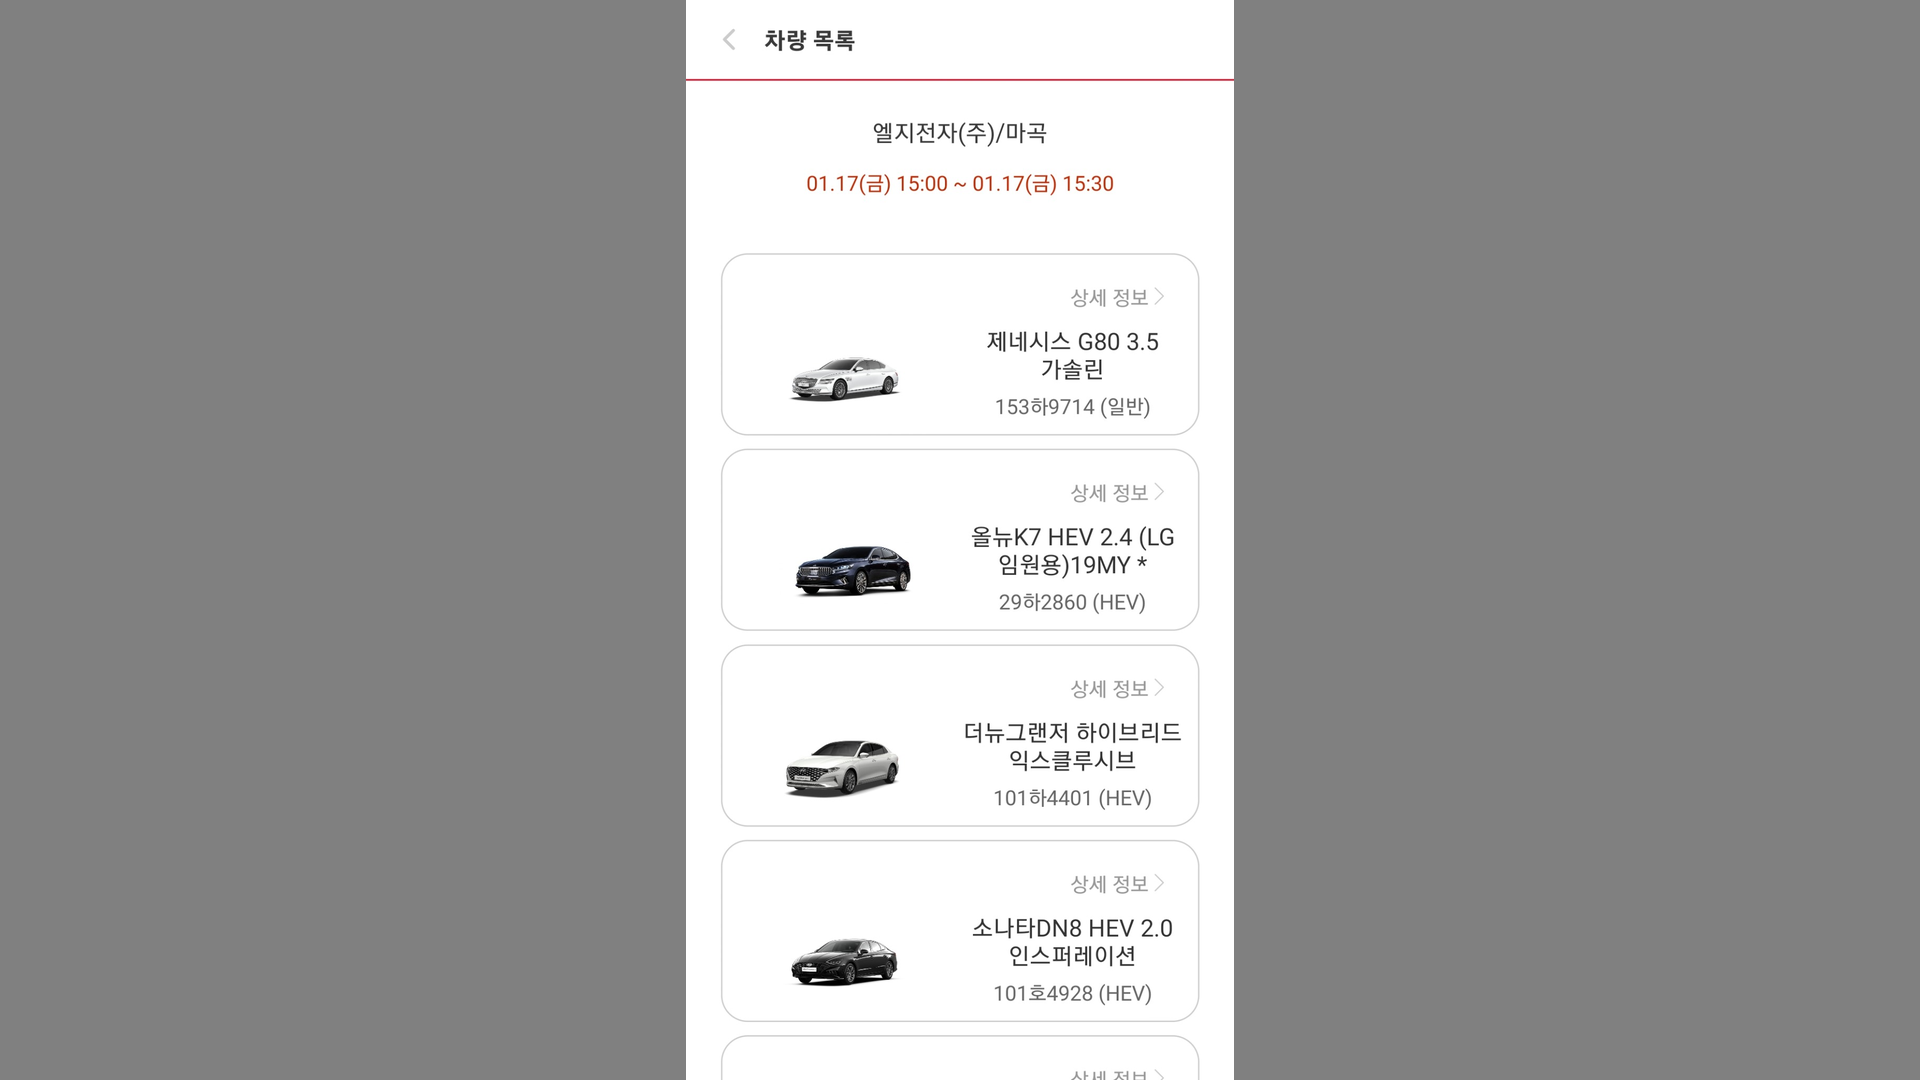 차량 목록
엘지전자(주)/마곡
01.17(금) 15:00 ~ 01.17(금) 15:30
상세 정보
제네시스 G80 3.5
가솔린
153하9714 (일반)
상세 정보
올뉴K7 HEV 2.4 (LG
임원용)19MY *
29하2860 (HEV)
상세 정보
더뉴그랜저 하이브리드
익스클루시브
101하4401 (HEV)
상세 정보
소나타DN8 HEV 2.0
인스퍼레이션
101호4928 (HEV)
상세 정보